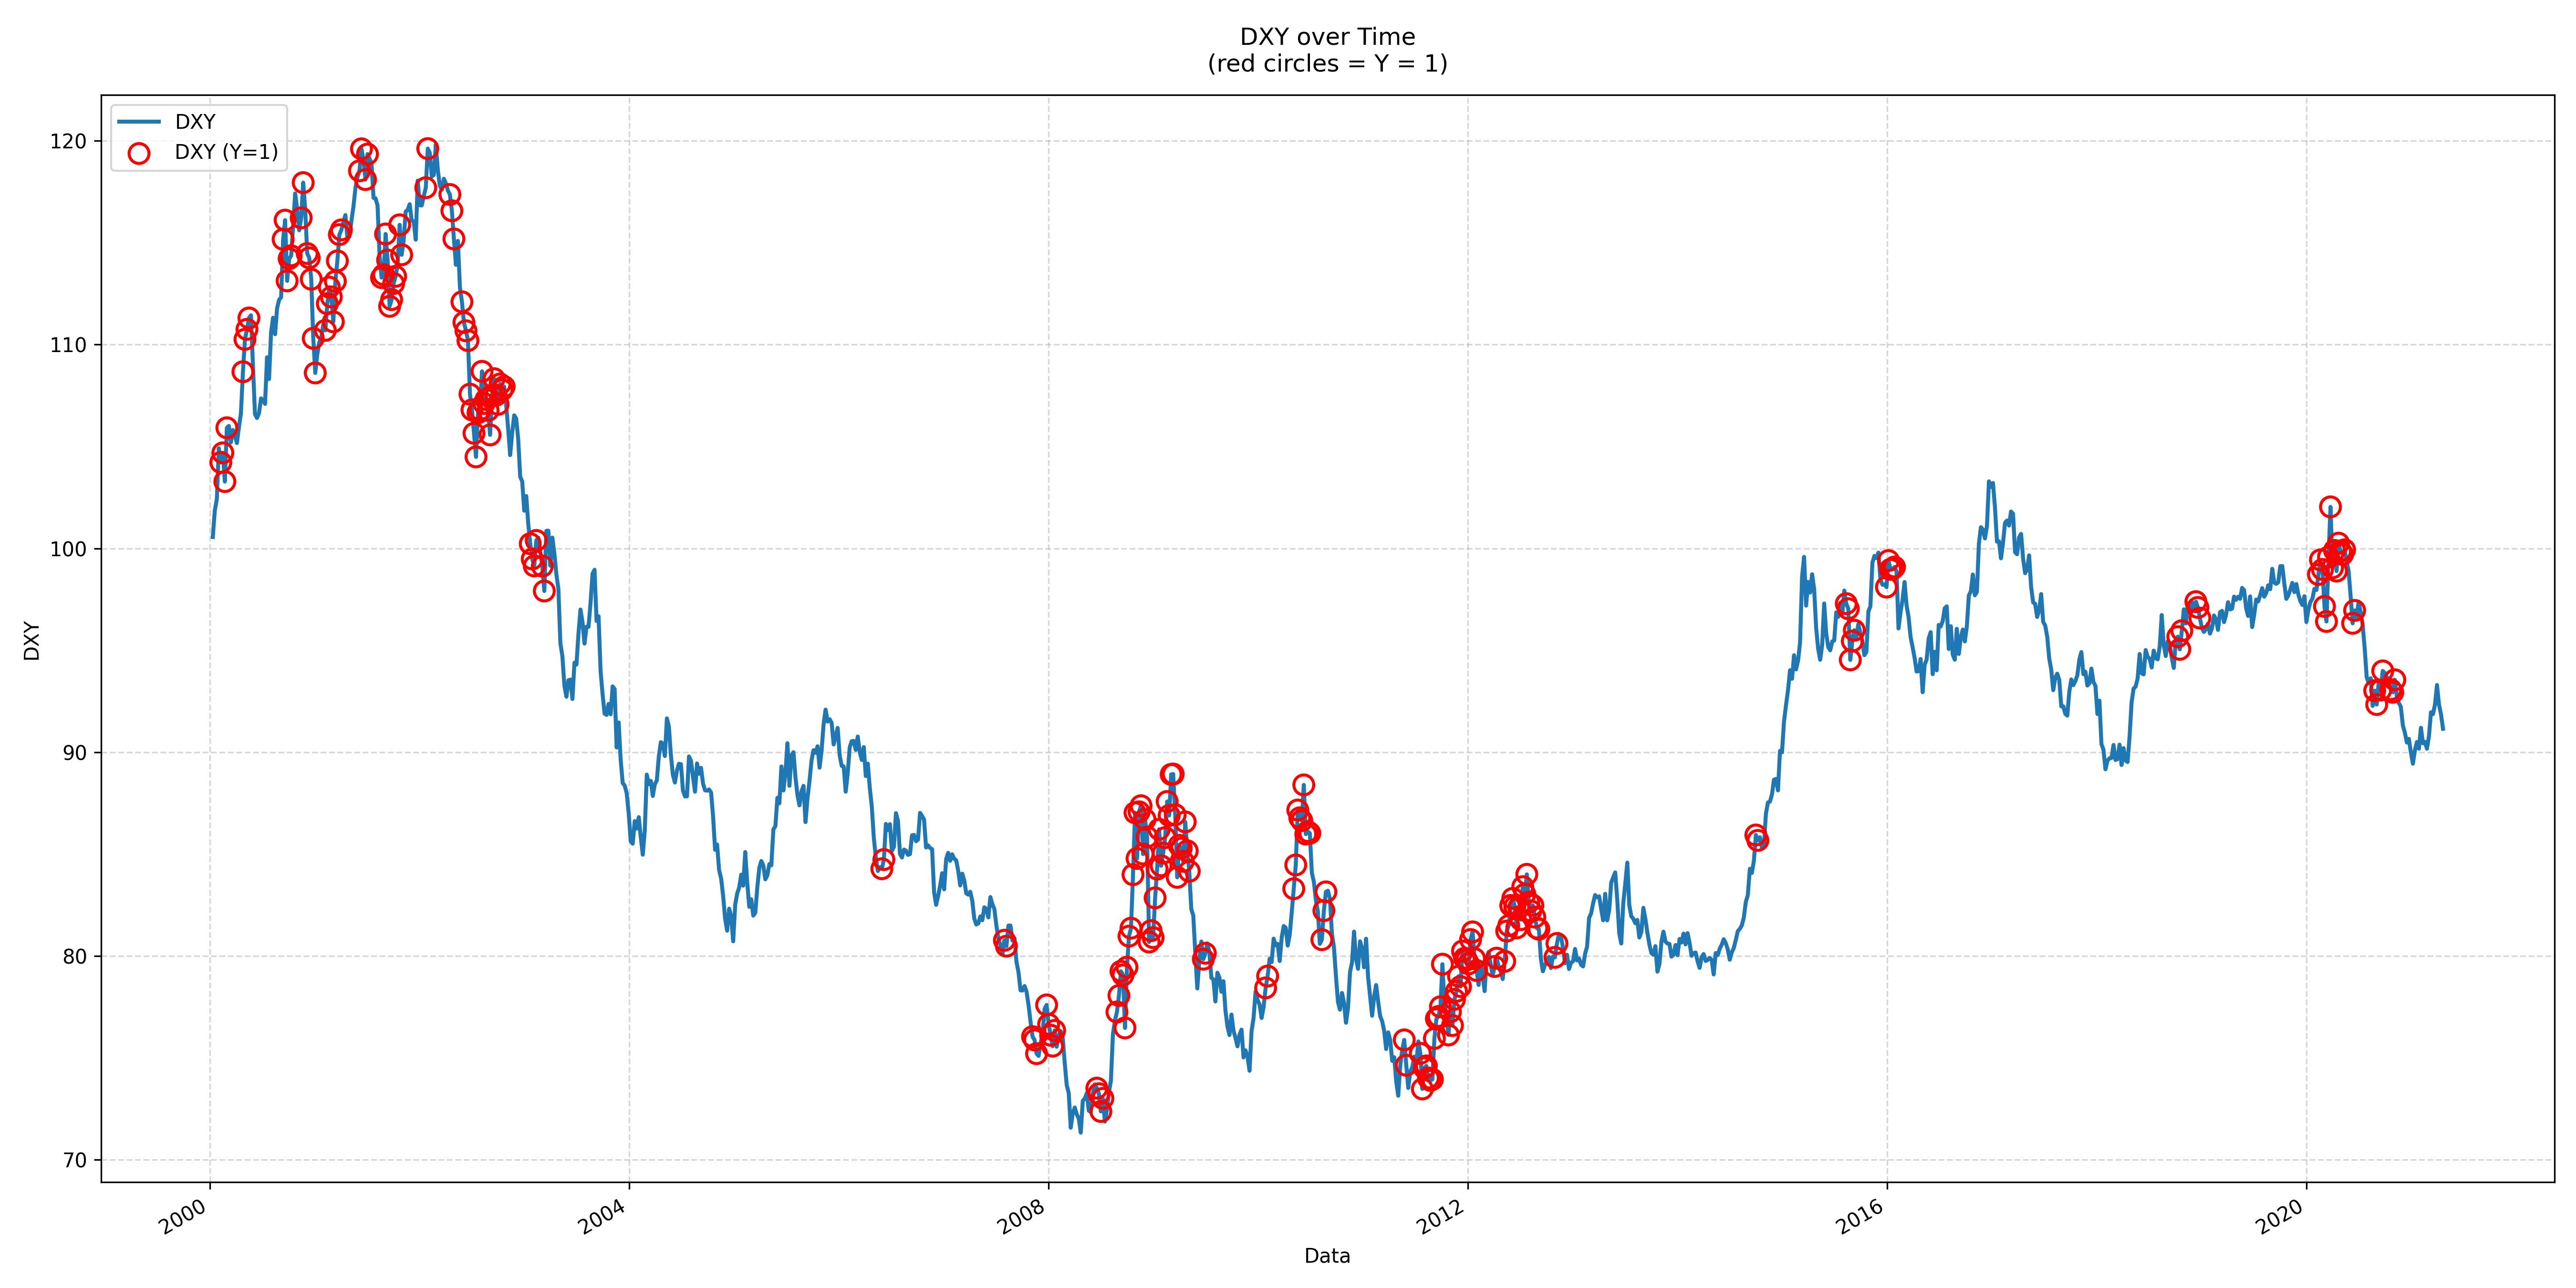 DXY over Time
(red circles = Y = 1)
DXY
DXY (Y=1)
120
110
100
90
80
70
DXY
2000
2004
2008
2012
2016
2020
Data